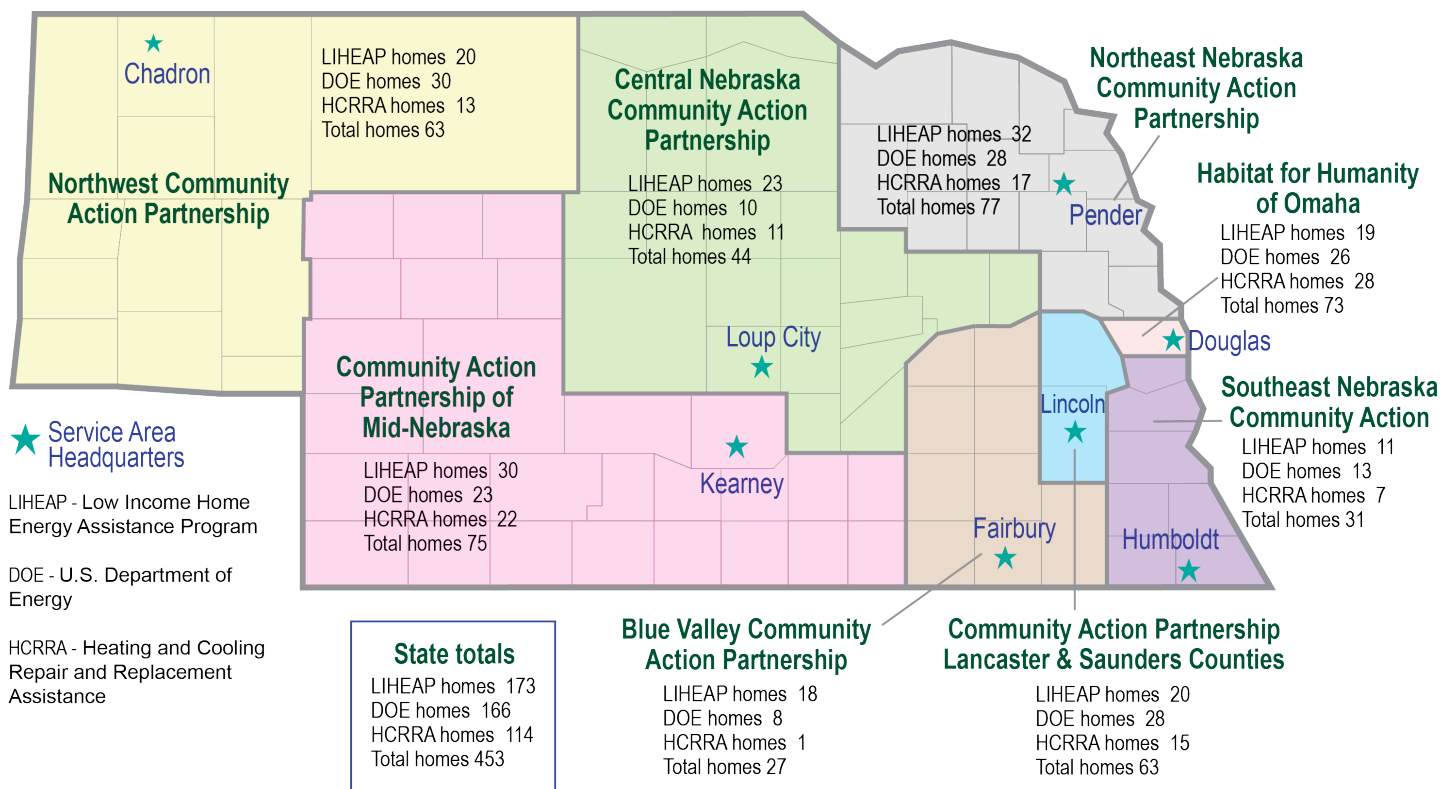 Chadron
LIHEAP homes 20
DOE homes 30
HCRRA homes 13
Total homes 63
Northwest Community
Action Partnership
Central Nebraska
Community Action
Partnership
LIHEAP homes 23
DOE homes 10
HCRRA homes 11
Total homes 44
Loup City
Northeast Nebraska
Community Action
Partnership
LIHEAP homes 32
DOE homes 28
HCRRA homes 17
Total homes 77
Pender
Habitat for Humanity
of Omaha
LIHEAP homes 19
DOE homes 26
HCRRA homes 28
Total homes 73
Douglas
Community Action
Partnership of
Mid-Nebraska
LIHEAP homes 30
DOE homes 23
HCRRA homes 22
Total homes 75
Kearney
Lincoln
Southeast Nebraska
Community Action
LIHEAP homes 11
DOE homes 13
HCRRA homes 7
Total homes 31
Fairbury
Humboldt
Service Area
Headquarters
LIHEAP - Low Income Home
Energy Assistance Program
DOE - U.S. Department of
Energy
HCRRA - Heating and Cooling
Repair and Replacement
Assistance
State totals
LIHEAP homes 173
DOE homes 166
HCRRA homes 114
Total homes 453
Blue Valley Community
Action Partnership
LIHEAP homes 18
DOE homes 8
HCRRA homes 1
Total homes 27
Community Action Partnership
Lancaster & Saunders Counties
LIHEAP homes 20
DOE homes 28
HCRRA homes 15
Total homes 63